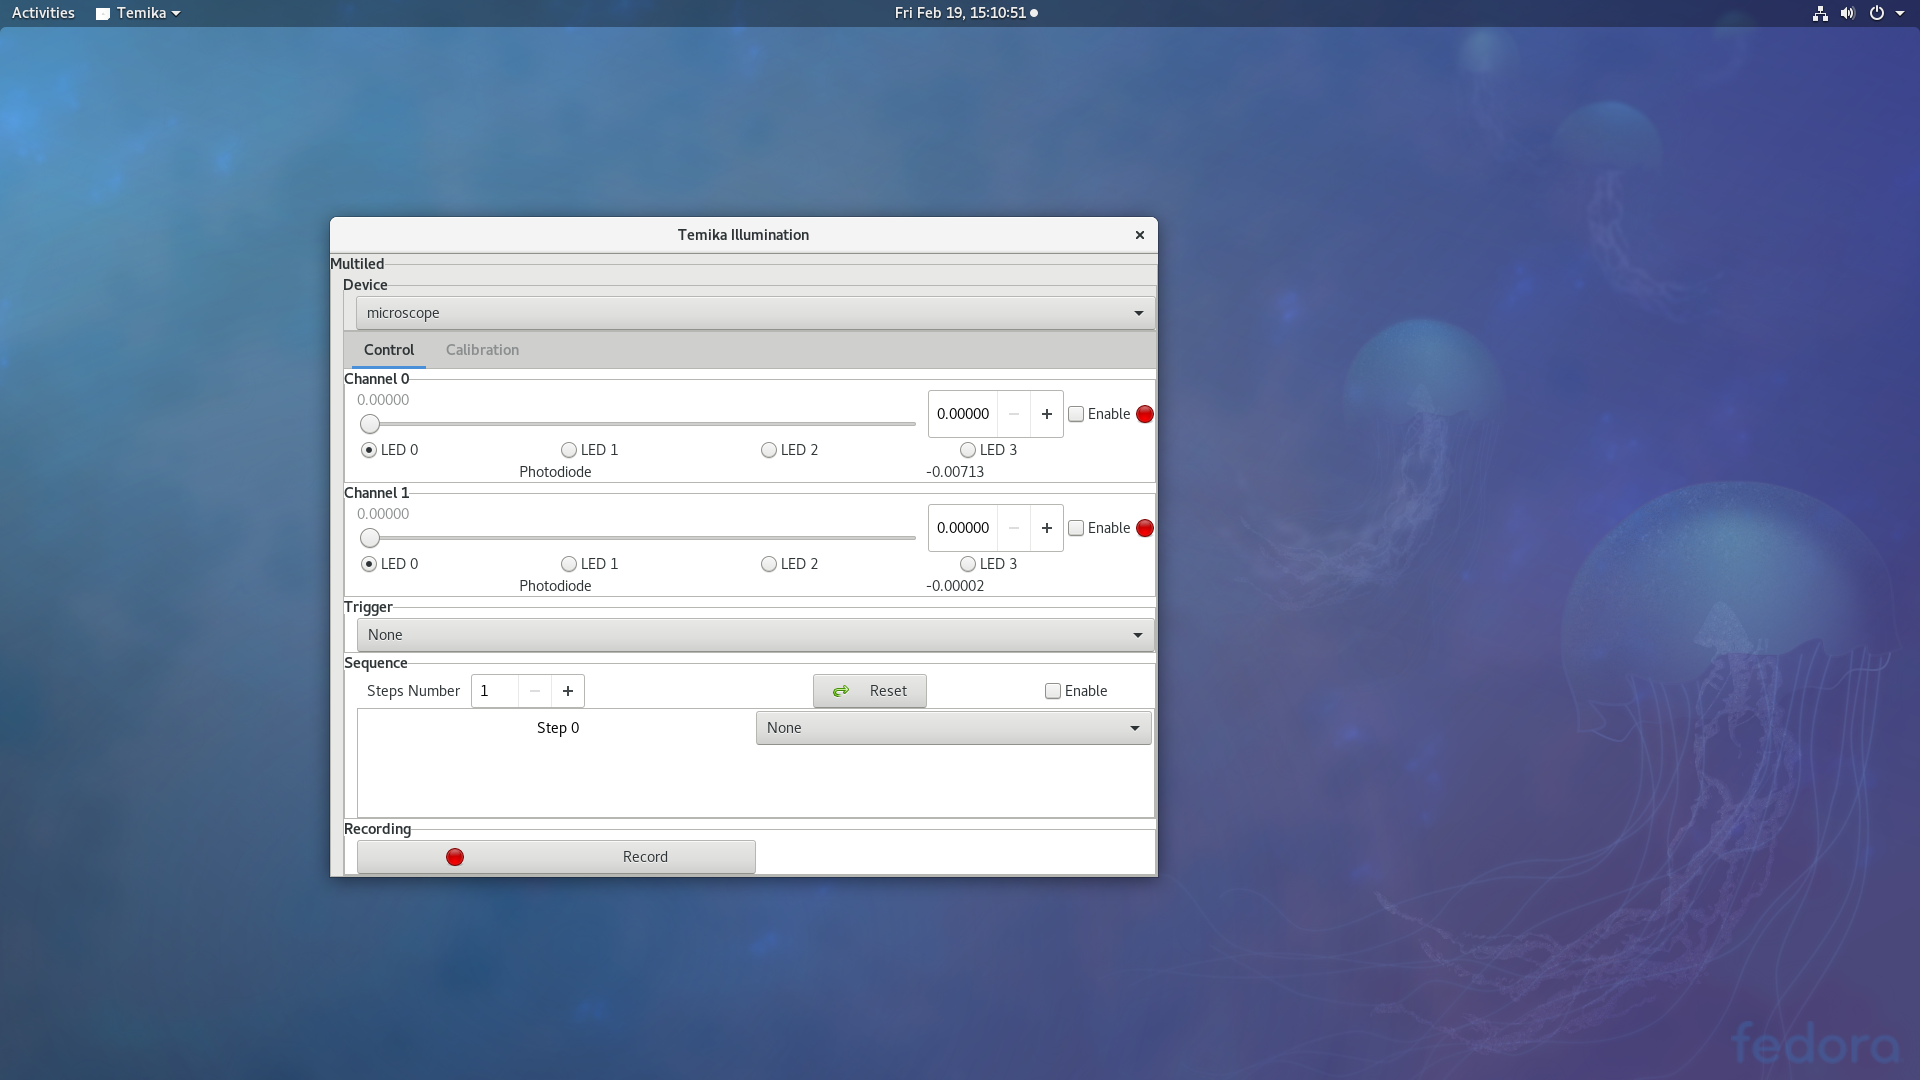 Activities Temika Fri Feb 19, 15:10:51
Temika Illumination
Multiled
Device
microscope
Control Calibration
Channel 0
0.00000
0.00000 Enable
LED 0 LED 1 LED 2 LED 3
Photodiode -0.00713
Channel 1
0.00000
0.00000 Enable
LED 0 LED 1 LED 2 LED 3
Photodiode -0.00002
Trigger
None
Sequence
Steps Number 1 Reset Enable
Step 0 None
Recording
Record
fedora